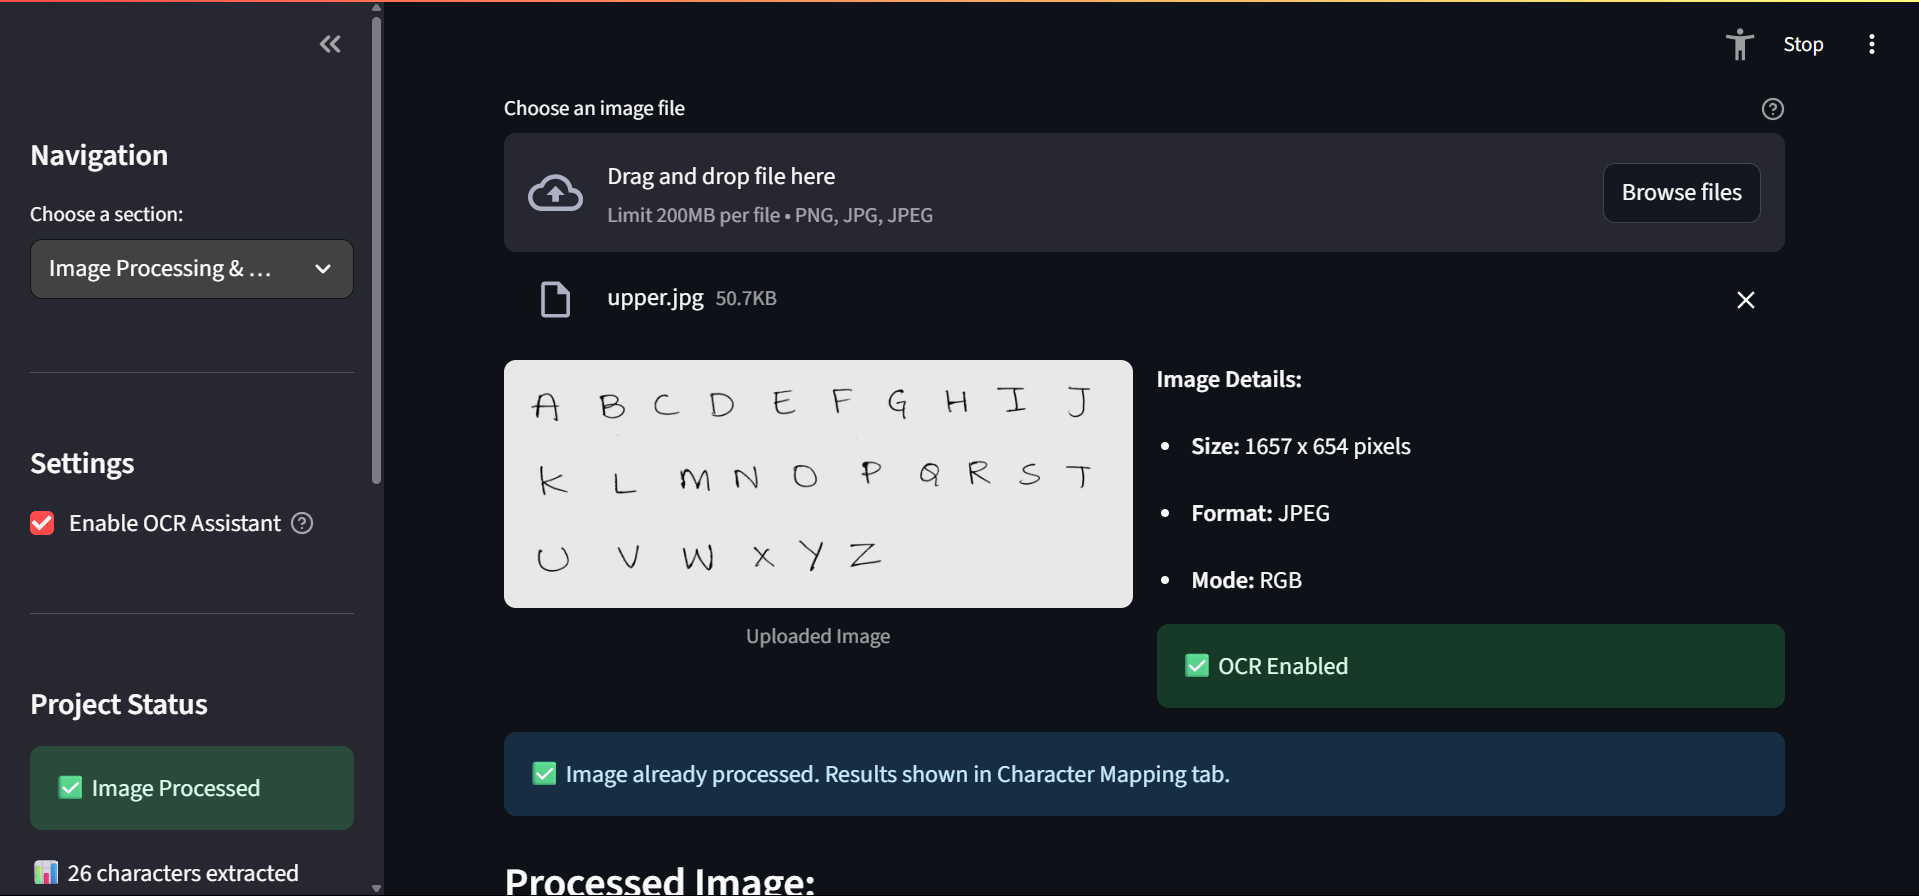 Stop
Navigation
Choose a section:
Image Processing & ...
Settings
Enable OCR Assistant
Project Status
✅ Image Processed
📊 26 characters extracted
Choose an image file
Drag and drop file here
Limit 200MB per file • PNG, JPG, JPEG
Browse files
upper.jpg 50.7KB
A B C D E F G H I J
K L M N O P Q R S T
U V W X Y Z
Uploaded Image
Image Details:
• Size: 1657 x 654 pixels
• Format: JPEG
• Mode: RGB
✅ OCR Enabled
✅ Image already processed. Results shown in Character Mapping tab.
Processed Image: